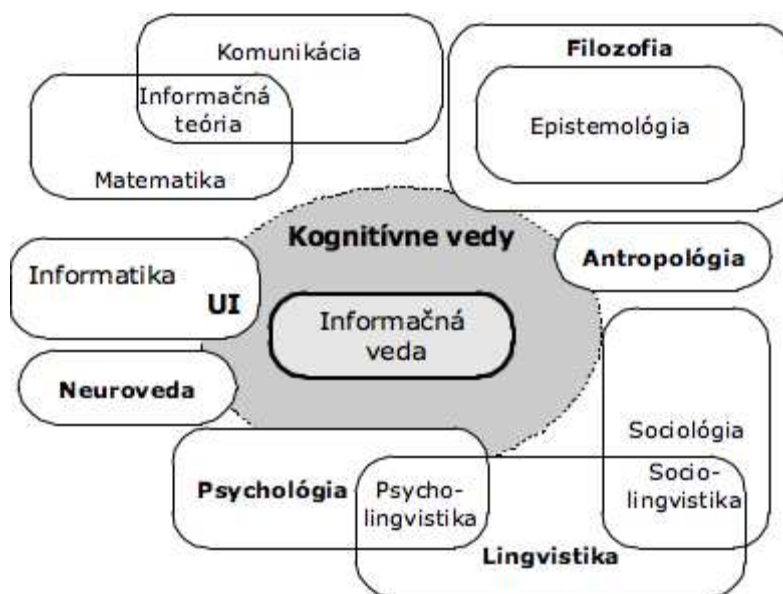 Komunikácia
Informačná
teória
Matematika
Filozofia
Epistemológia
Kognitívne vedy
Antropológia
Informatika
UI
Informačná
veda
Neuroveda
Psychológia
Psycho-
lingvistika
Sociológia
Socio-
lingvistika
Lingvistika